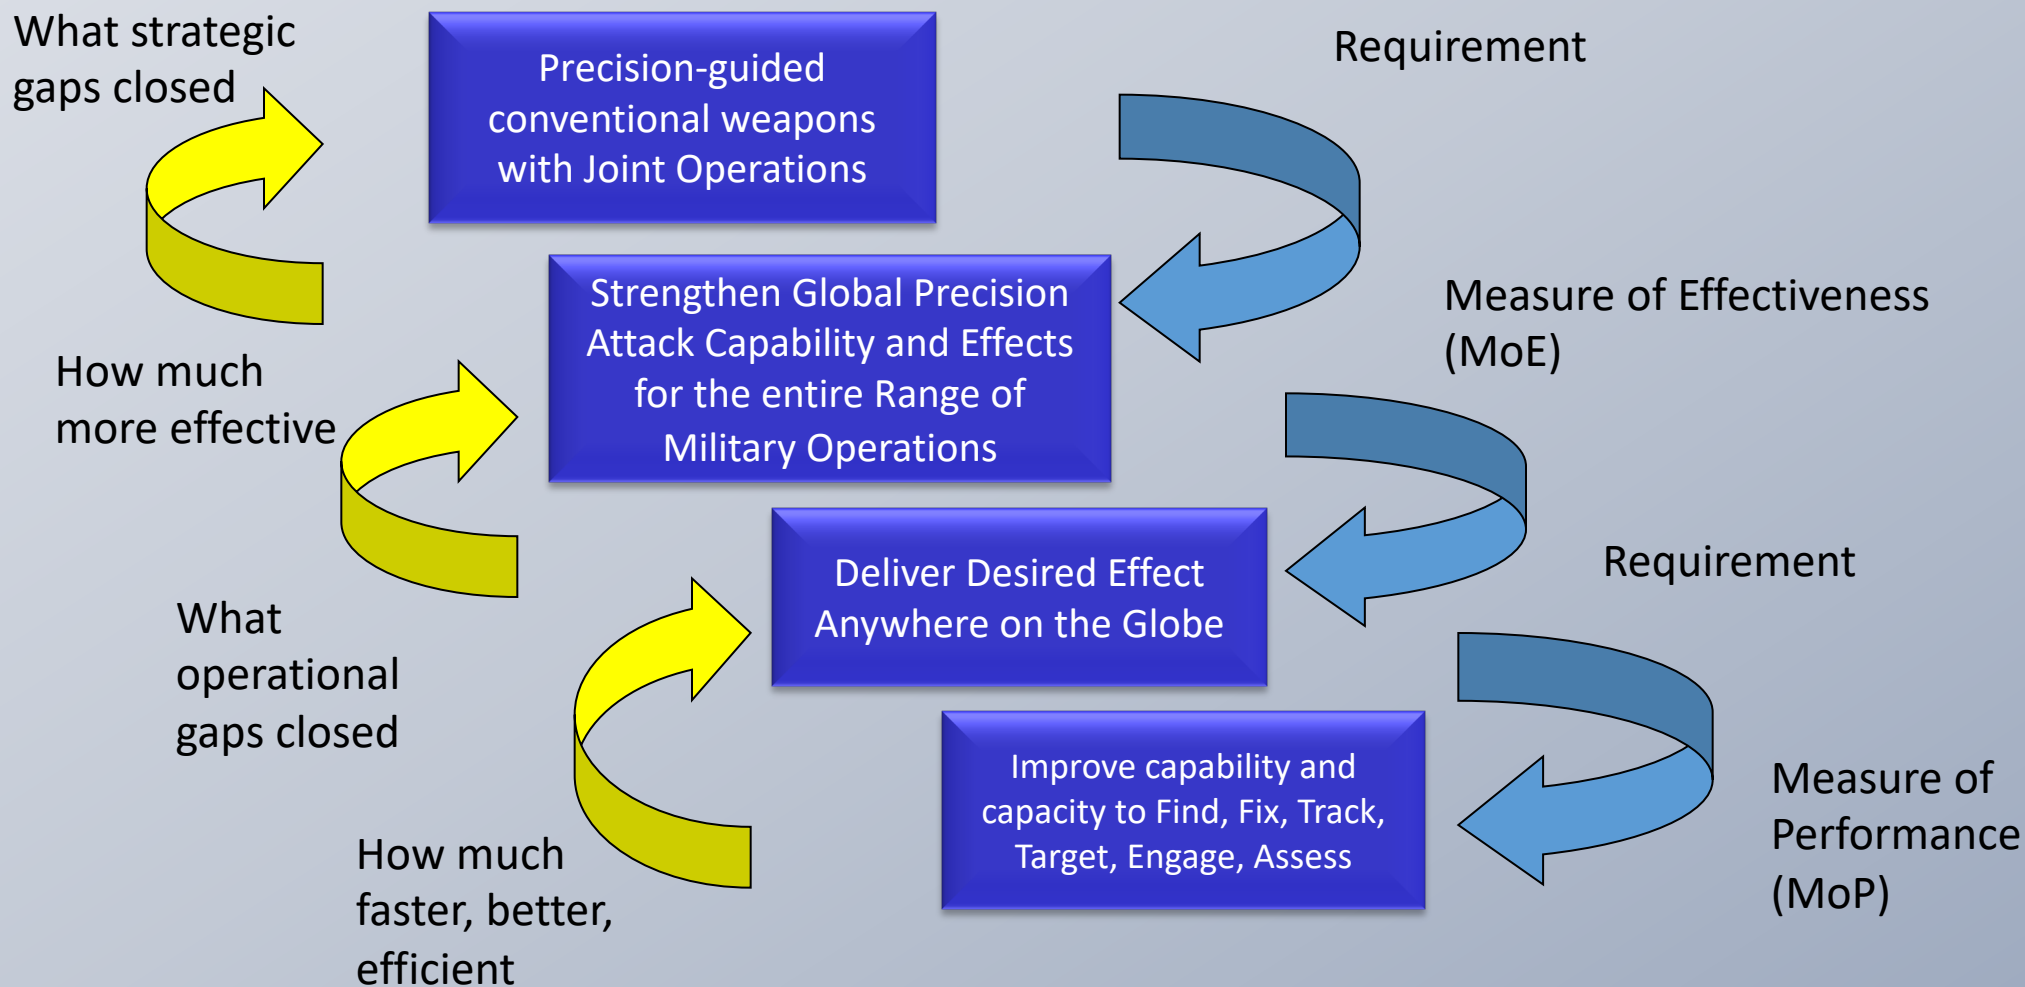 What strategic
gaps closed
Precision-guided
conventional weapons
with Joint Operations
Requirement
Strengthen Global Precision
Attack Capability and Effects
for the entire Range of
Military Operations
Measure of Effectiveness
(MoE)
How much
more effective
Deliver Desired Effect
Anywhere on the Globe
Requirement
What
operational
gaps closed
Improve capability and
capacity to Find, Fix, Track,
Target, Engage, Assess
Measure of
Performance
(MoP)
How much
faster, better,
efficient